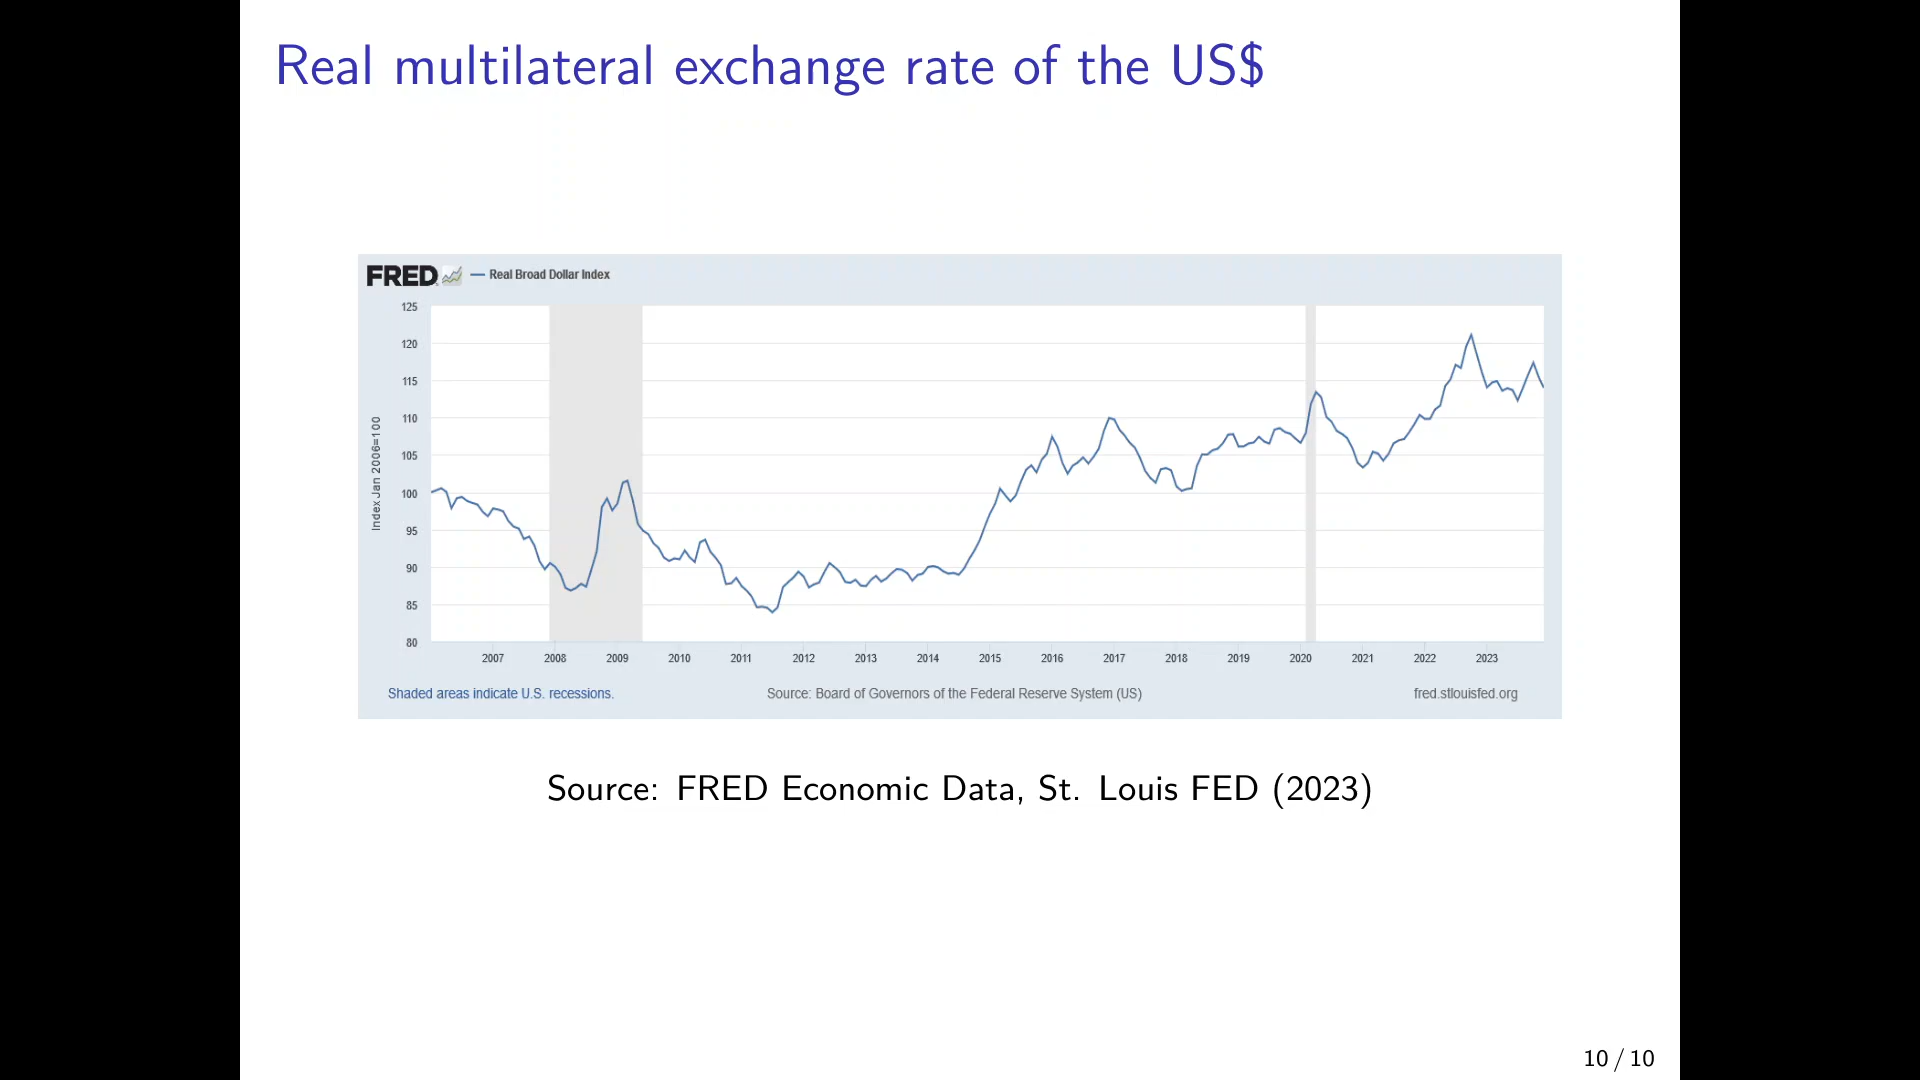 Real multilateral exchange rate of the US$
FRED — Real Broad Dollar Index
125
120
115
110
105
100
95
90
85
80
Index Jan 2006=100
2007 2008 2009 2010 2011 2012 2013 2014 2015 2016 2017 2018 2019 2020 2021 2022 2023
Shaded areas indicate U.S. recessions. Source: Board of Governors of the Federal Reserve System (US) fred.stlouisfed.org
Source: FRED Economic Data, St. Louis FED (2023)
10 / 10